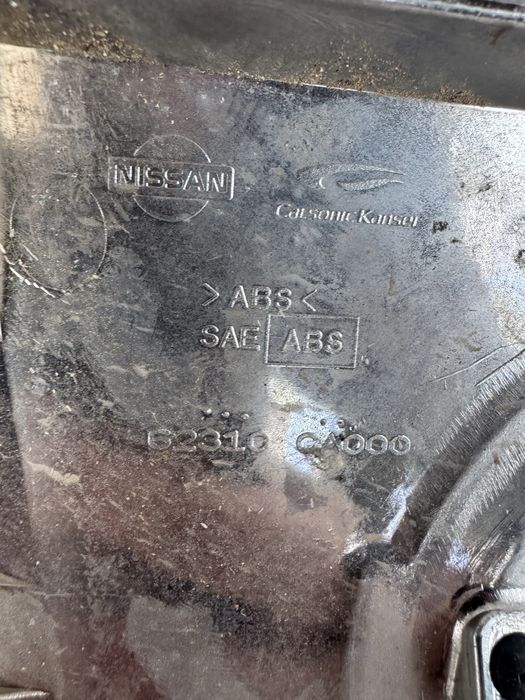 NISSAN
CalsonicKansei
>ABS<
SAE ABS
62310 CA000